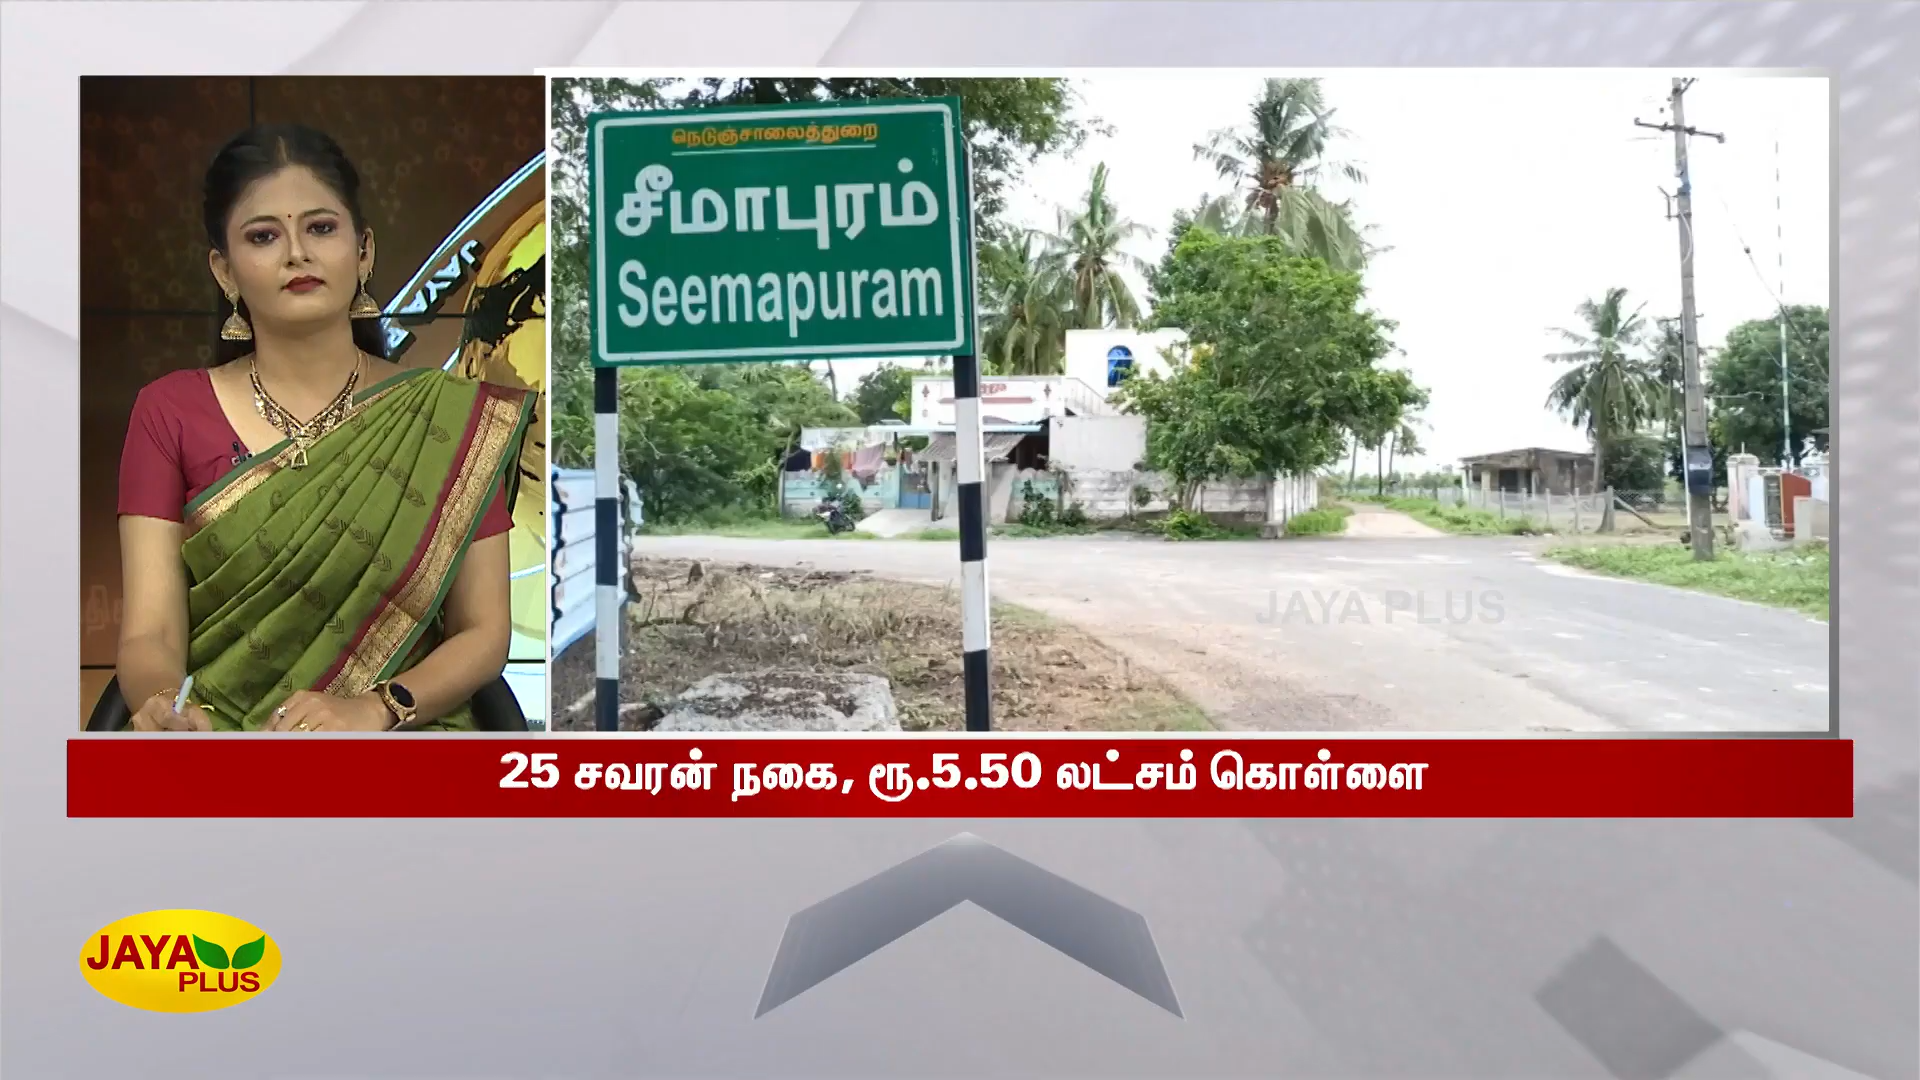 நெடுஞ்சாலைத்துறை
சீமாபுரம்
Seemapuram
JAYA PLUS
25 சவரன் நகை, ரூ.5.50 லட்சம் கொள்ளை
JAYA
PLUS